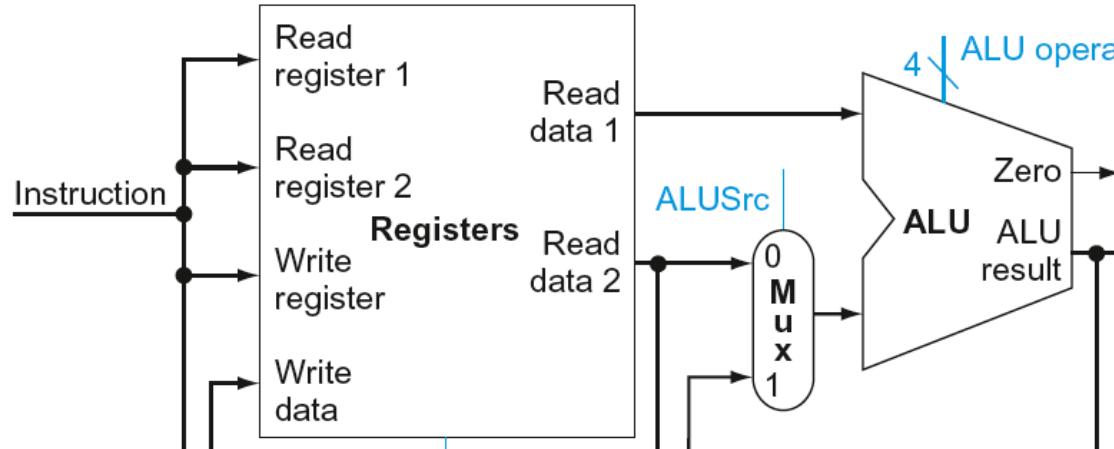 Instruction
Read
register 1
Read
register 2
Registers
Write
register
Write
data
Read
data 1
Read
data 2
ALUSrc
0
M
u
x
1
4
ALU opera
Zero
ALU
ALU
result